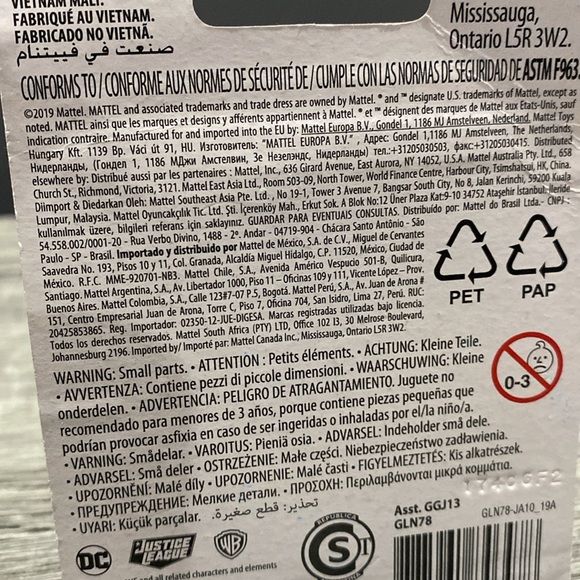 VIETNAM MALI.
FABRIQUÉ AU VIETNAM.
FABRICADO NO VIETNÃ.
صنعت في فييتنام
Mississauga,
Ontario L5R 3W2.
CONFORMS TO / CONFORME AUX NORMES DE SÉCURITÉ DE / CUMPLE CON LAS NORMAS DE SEGURIDAD DE ASTM F963.
©2019 Mattel. MATTEL and associated trademarks and trade dress are owned by Mattel. ® and ™ designate U.S. trademarks of Mattel, except as
noted. MATTEL ainsi que les marques et designs y afférents appartiennent à Mattel. ® et ™ désignent des marques de Mattel aux États-Unis, sauf
indication contraire. Manufactured for and imported into the EU by: Mattel Europa B.V., Gondel 1, 1186 MJ Amstelveen, Nederland. Mattel Toys
Hungary Kft. 1139 Bp. Váci út 91, HU. Изготовитель: "MATTEL EUROPA B.V.", Адрес: Gondel 1,1186 MJ Amstelveen, The Netherlands,
Нидерланды, (Гондел 1, 1186 МДжи Амстелвин, Зе Незелэндс, Нидерланды) тел.:+31205030503, факс:+31205030415. Distributed
elsewhere by: Distribué aussi par les partenaires : Mattel, Inc., 636 Girard Avenue, East Aurora, NY 14052, U.S.A. Mattel Australia Pty. Ltd., 658
Church St., Richmond, Victoria, 3121. Mattel East Asia Ltd., Room 503-09, North Tower, World Finance Centre, Harbour City, Tsimshatsui, HK, China.
Diimport & Diedarkan Oleh: Mattel Southeast Asia Pte. Ltd., No 19-1, Tower 3 Avenue 7, Bangsar South City, No 8, Jalan Kerinchi, 59200 Kuala
Lumpur, Malaysia. Mattel Oyuncakçılık Tic. Ltd. Şti. İçerenköy Mah., Erkut Sok. A Blok No:12 Üner Plaza Kat:9-10 34752 Ataşehir İstanbul. İleride
kullanılmak üzere, bilgileri referans için saklayınız. GUARDAR PARA EVENTUAIS CONSULTAS. Distribuído por: Mattel do Brasil Ltda.- CNPJ :
54.558.002/0001-20 - Rua Verbo Divino, 1488 - 2º. Andar - 04719-904 - Chácara Santo Antônio - São
Paulo - SP - Brasil. Importado y distribuido por Mattel de México, S.A. de C.V., Miguel de Cervantes
Saavedra No. 193, Pisos 10 y 11, Col. Granada, Alcaldía Miguel Hidalgo, C.P. 11520, México, Ciudad de
México. R.F.C. MME-920701-NB3. Mattel Chile, S.A., Avenida Américo Vespucio 501-B, Quilicura,
Santiago. Mattel Argentina, S.A., Av. Libertador 1000, Piso 11 – Oficinas 109 y 111, Vicente López – Prov.
Buenos Aires. Mattel Colombia, S.A., Calle 123#7-07 P.5, Bogotá. Mattel Perú, S.A., Av. Juan de Arona #
151, Centro Empresarial Juan de Arona, Torre C, Piso 7, Oficina 704, San Isidro, Lima 27, Perú. RUC:
20425853865. Reg. Importador: 02350-12-JUE-DIGESA. Marcas registradas utilizadas bajo licencia.
Todos los derechos reservados. Mattel South Africa (PTY) LTD, Office 102 I3, 30 Melrose Boulevard,
Johannesburg 2196. Imported by/ Importé par: Mattel Canada Inc., Mississauga, Ontario L5R 3W2.
PET
PAP
WARNING: Small parts. • ATTENTION : Petits éléments. • ACHTUNG: Kleine Teile.
• AVVERTENZA: Contiene pezzi di piccole dimensioni. • WAARSCHUWING: Kleine
onderdelen. • ADVERTENCIA: PELIGRO DE ATRAGANTAMIENTO. Juguete no
recomendado para menores de 3 años, porque contiene piezas pequeñas que
podrían provocar asfixia en caso de ser ingeridas o inhaladas por el/la niño/a.
• VARNING: Smådelar. • VAROITUS: Pieniä osia. • ADVARSEL: Indeholder små dele.
• ADVARSEL: Små deler • OSTRZEŻENIE: Małe części. Niebezpieczeństwo zadławienia.
• UPOZORNĚNÍ: Malé díly • UPOZORNENIE: Malé časti • FIGYELMEZTETÉS: Kis alkatrészek.
• ПРЕДУПРЕЖДЕНИЕ: Мелкие детали. • ΠΡΟΣΟΧΗ: Περιλαμβάνονται μικρά κομμάτια.
• UYARI: Küçük parçalar. تحذير: قطع صغيرة.
0-3
DC
JUSTICE
LEAGUE
WB
REPUBLICA
S
I
Asst. GGJ13
GLN78
GLN78-JA10_19A
and all related characters and elements